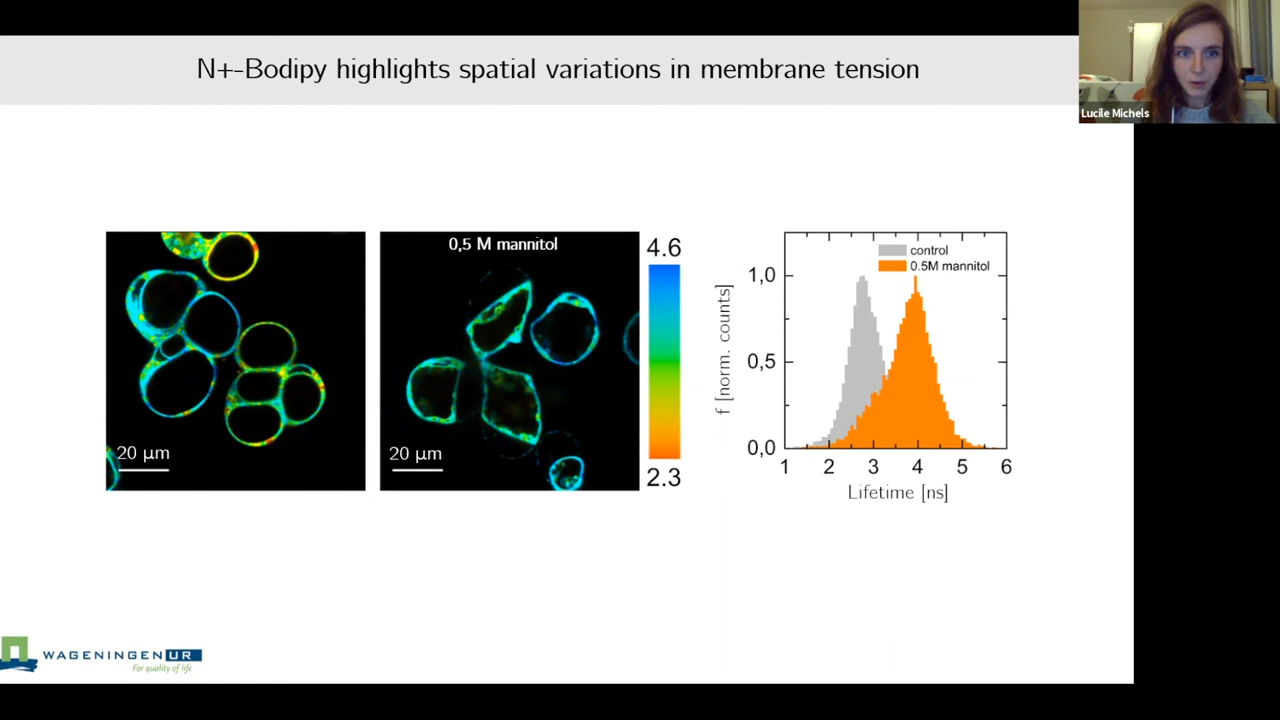 N+-Bodipy highlights spatial variations in membrane tension
Lucile Michels
0,5 M mannitol
20 μm
20 μm
4.6
2.3
control
0.5M mannitol
f [norm. counts]
1,0
0,5
0,0
1 2 3 4 5 6
Lifetime [ns]
WAGENINGEN UR
For quality of life